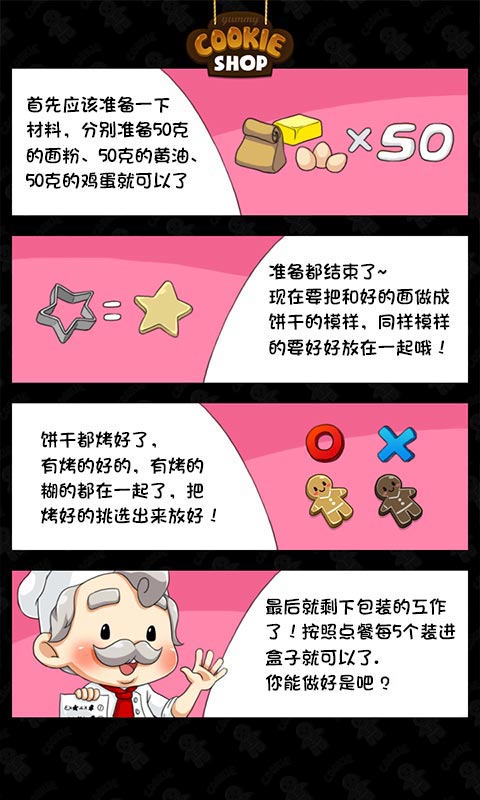 gummy
COOKIE
SHOP
首先应该准备一下
材料，分别准备50克
的面粉、50克的黄油、
50克的鸡蛋就可以了
×50
准备都结束了~
现在要把和好的面做成
饼干的模样，同样模样
的要好好放在一起哦！
=
饼干都烤好了，
有烤的好的，有烤的
糊的都在一起了，把
烤好的挑选出来放好！
最后就剩下包装的工作
了！按照点餐每5个装进
盒子就可以了.
你能做好是吧？